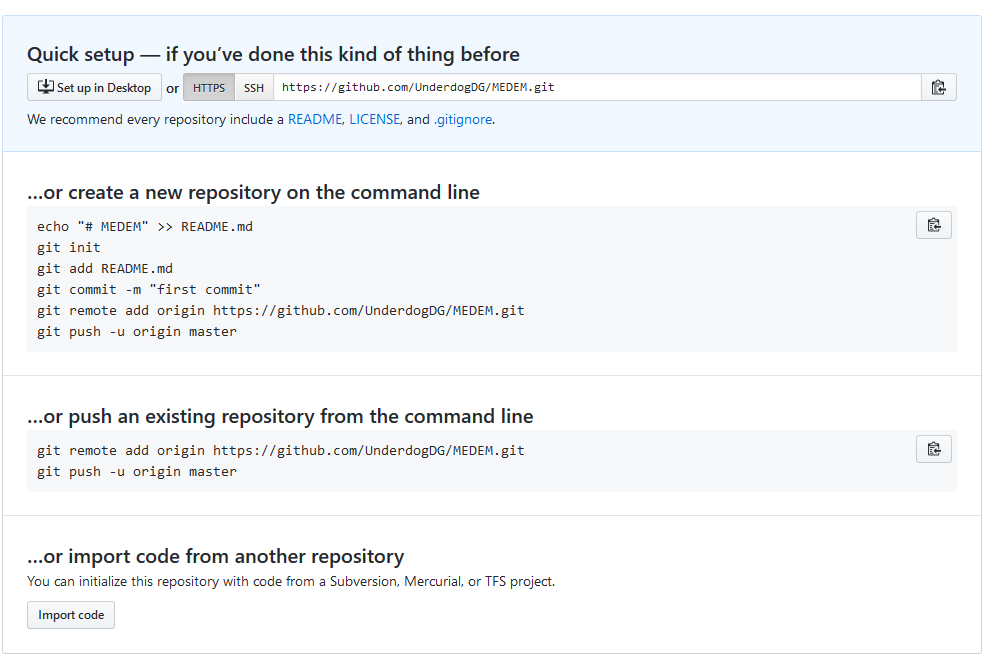 Quick setup — if you’ve done this kind of thing before
Set up in Desktop or HTTPS SSH https://github.com/UnderdogDG/MEDEM.git
We recommend every repository include a README, LICENSE, and .gitignore.
…or create a new repository on the command line
echo "# MEDEM" >> README.md
git init
git add README.md
git commit -m "first commit"
git remote add origin https://github.com/UnderdogDG/MEDEM.git
git push -u origin master
…or push an existing repository from the command line
git remote add origin https://github.com/UnderdogDG/MEDEM.git
git push -u origin master
…or import code from another repository
You can initialize this repository with code from a Subversion, Mercurial, or TFS project.
Import code